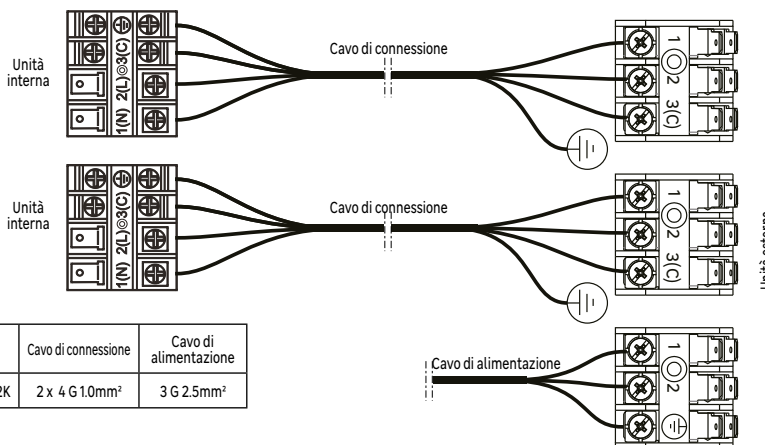 Unità
interna
1(N) 2(L) 3(C)
Cavo di connessione
1
2
3(C)
Unità
interna
1(N) 2(L) 3(C)
Cavo di connessione
1
2
3(C)
Cavo di connessione
Cavo di
alimentazione
2K
2 x 4 G 1.0mm²
3 G 2.5mm²
Cavo di alimentazione
1
2